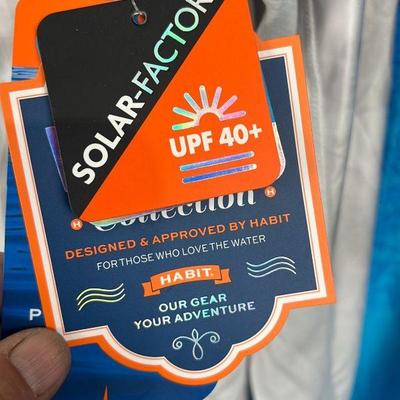 SOLAR-FACTOR
UPF 40+
Collection
DESIGNED & APPROVED BY HABIT
FOR THOSE WHO LOVE THE WATER
HABIT
OUR GEAR
YOUR ADVENTURE
P